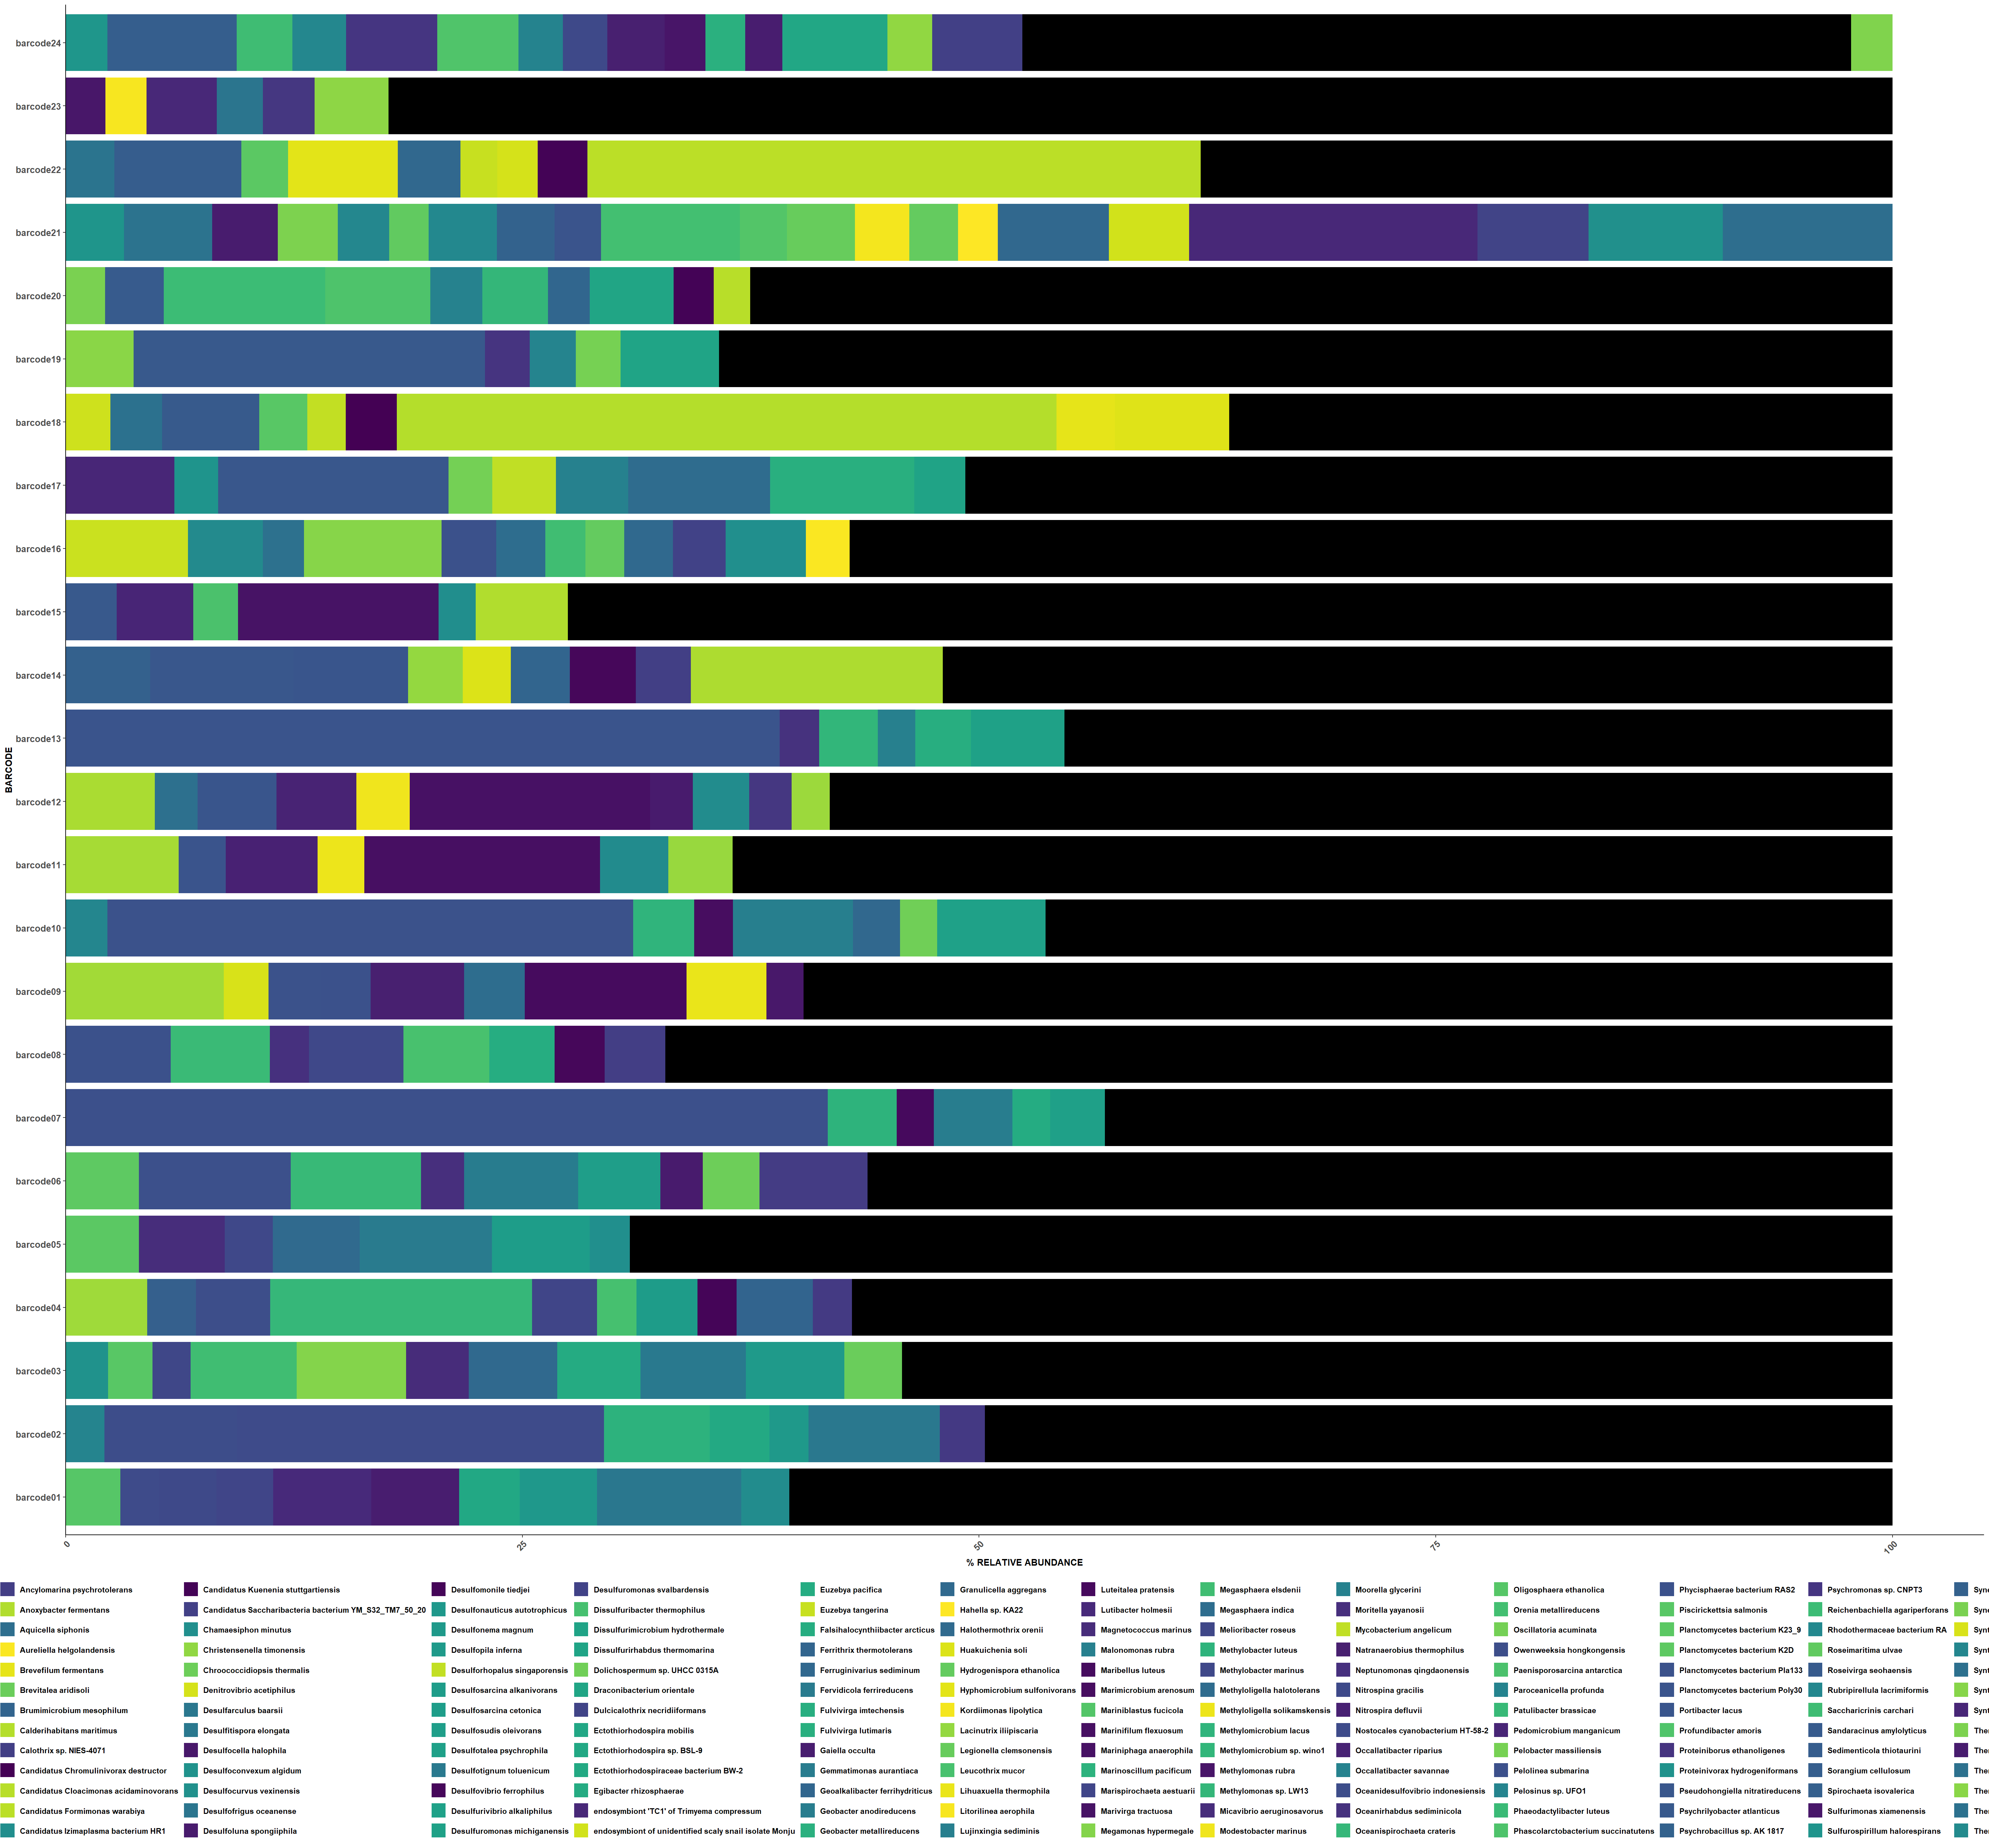 barcode24
barcode23
barcode22
barcode21
barcode20
barcode19
barcode18
barcode17
barcode16
barcode15
barcode14
barcode13
barcode12
barcode11
barcode10
barcode09
barcode08
barcode07
barcode06
barcode05
barcode04
barcode03
barcode02
barcode01
BARCODE
0 25 50 75 100
% RELATIVE ABUNDANCE
Ancylomarina psychrotolerans
Anoxybacter fermentans
Aquicella siphonis
Aureliella helgolandensis
Brevefilum fermentans
Brevitalea aridisoli
Brumimicrobium mesophilum
Calderihabitans maritimus
Calothrix sp. NIES-4071
Candidatus Chromulinivorax destructor
Candidatus Cloacimonas acidaminovorans
Candidatus Formimonas warabiya
Candidatus Izimaplasma bacterium HR1
Candidatus Kuenenia stuttgartiensis
Candidatus Saccharibacteria bacterium YM_S32_TM7_50_20
Chamaesiphon minutus
Christensenella timonensis
Chroococcidiopsis thermalis
Denitrovibrio acetiphilus
Desulfarculus baarsii
Desulfitispora elongata
Desulfocella halophila
Desulfoconvexum algidum
Desulfocurvus vexinensis
Desulfofrigus oceanense
Desulfoluna spongiiphila
Desulfomonile tiedjei
Desulfonauticus autotrophicus
Desulfonema magnum
Desulfopila inferna
Desulforhopalus singaporensis
Desulfosarcina alkanivorans
Desulfosarcina cetonica
Desulfosudis oleivorans
Desulfotalea psychrophila
Desulfotignum toluenicum
Desulfovibrio ferrophilus
Desulfurivibrio alkaliphilus
Desulfuromonas michiganensis
Desulfuromonas svalbardensis
Dissulfuribacter thermophilus
Dissulfurimicrobium hydrothermale
Dissulfurirhabdus thermomarina
Dolichospermum sp. UHCC 0315A
Draconibacterium orientale
Dulcicalothrix necridiiformans
Ectothiorhodospira mobilis
Ectothiorhodospira sp. BSL-9
Ectothiorhodospiraceae bacterium BW-2
Egibacter rhizosphaerae
endosymbiont 'TC1' of Trimyema compressum
endosymbiont of unidentified scaly snail isolate Monju
Euzebya pacifica
Euzebya tangerina
Falsihalocynthiibacter arcticus
Ferrithrix thermotolerans
Ferruginivarius sediminum
Fervidicola ferrireducens
Fulvivirga imtechensis
Fulvivirga lutimaris
Gaiella occulta
Gemmatimonas aurantiaca
Geoalkalibacter ferrihydriticus
Geobacter anodireducens
Geobacter metallireducens
Granulicella aggregans
Hahella sp. KA22
Halothermothrix orenii
Huakuichenia soli
Hydrogenispora ethanolica
Hyphomicrobium sulfonivorans
Kordiimonas lipolytica
Lacinutrix iliipiscaria
Legionella clemsonensis
Leucothrix mucor
Lihuaxuella thermophila
Litorilinea aerophila
Lujinxingia sediminis
Luteitalea pratensis
Lutibacter holmesii
Magnetococcus marinus
Malonomonas rubra
Maribellus luteus
Marimicrobium arenosum
Mariniblastus fucicola
Marinifilum flexuosum
Mariniphaga anaerophila
Marinoscillum pacificum
Marispirochaeta aestuarii
Marivirga tractuosa
Megamonas hypermegale
Megasphaera elsdenii
Megasphaera indica
Melioribacter roseus
Methylobacter luteus
Methylobacter marinus
Methyloligella halotolerans
Methyloligella solikamskensis
Methylomicrobium lacus
Methylomicrobium sp. wino1
Methylomonas rubra
Methylomonas sp. LW13
Micavibrio aeruginosavorus
Modestobacter marinus
Moorella glycerini
Moritella yayanosii
Mycobacterium angelicum
Natranaerobius thermophilus
Neptunomonas qingdaonensis
Nitrospina gracilis
Nitrospira defluvii
Nostocales cyanobacterium HT-58-2
Occallatibacter riparius
Occallatibacter savannae
Oceanidesulfovibrio indonesiensis
Oceanirhabdus sediminicola
Oceanispirochaeta crateris
Oligosphaera ethanolica
Orenia metallireducens
Oscillatoria acuminata
Owenweeksia hongkongensis
Paenisporosarcina antarctica
Paroceanicella profunda
Patulibacter brassicae
Pedomicrobium manganicum
Pelobacter massiliensis
Pelolinea submarina
Pelosinus sp. UFO1
Phaeodactylibacter luteus
Phascolarctobacterium succinatutens
Phycisphaerae bacterium RAS2
Piscirickettsia salmonis
Planctomycetes bacterium K23_9
Planctomycetes bacterium K2D
Planctomycetes bacterium Pla133
Planctomycetes bacterium Poly30
Portibacter lacus
Profundibacter amoris
Proteiniborus ethanoligenes
Proteinivorax hydrogeniformans
Pseudohongiella nitratireducens
Psychrilyobacter atlanticus
Psychrobacillus sp. AK 1817
Psychromonas sp. CNPT3
Reichenbachiella agariperforans
Rhodothermaceae bacterium RA
Roseimaritima ulvae
Roseivirga seohaensis
Rubripirellula lacrimiformis
Saccharicrinis carchari
Sandaracinus amylolyticus
Sedimenticola thiotaurini
Sorangium cellulosum
Spirochaeta isovalerica
Sulfurimonas xiamenensis
Sulfurospirillum halorespirans